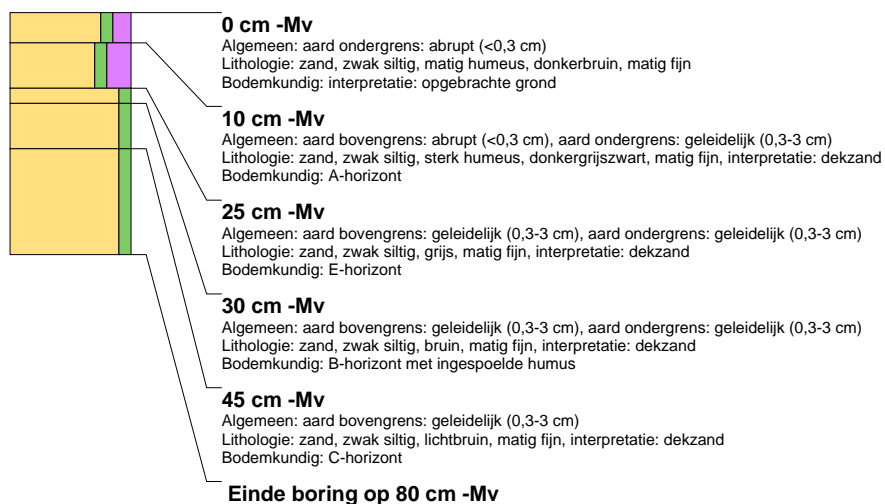 0 cm -Mv
Algemeen: aard ondergrens: abrupt (<0,3 cm)
Lithologie: zand, zwak siltig, matig humeus, donkerbruin, matig fijn
Bodemkundig: interpretatie: opgebrachte grond
10 cm -Mv
Algemeen: aard bovengrens: abrupt (<0,3 cm), aard ondergrens: geleidelijk (0,3-3 cm)
Lithologie: zand, zwak siltig, sterk humeus, donkergrijszwart, matig fijn, interpretatie: dekzand
Bodemkundig: A-horizont
25 cm -Mv
Algemeen: aard bovengrens: geleidelijk (0,3-3 cm), aard ondergrens: geleidelijk (0,3-3 cm)
Lithologie: zand, zwak siltig, grijs, matig fijn, interpretatie: dekzand
Bodemkundig: E-horizont
30 cm -Mv
Algemeen: aard bovengrens: geleidelijk (0,3-3 cm), aard ondergrens: geleidelijk (0,3-3 cm)
Lithologie: zand, zwak siltig, bruin, matig fijn, interpretatie: dekzand
Bodemkundig: B-horizont met ingespoelde humus
45 cm -Mv
Algemeen: aard bovengrens: geleidelijk (0,3-3 cm)
Lithologie: zand, zwak siltig, lichtbruin, matig fijn, interpretatie: dekzand
Bodemkundig: C-horizont
Einde boring op 80 cm -Mv